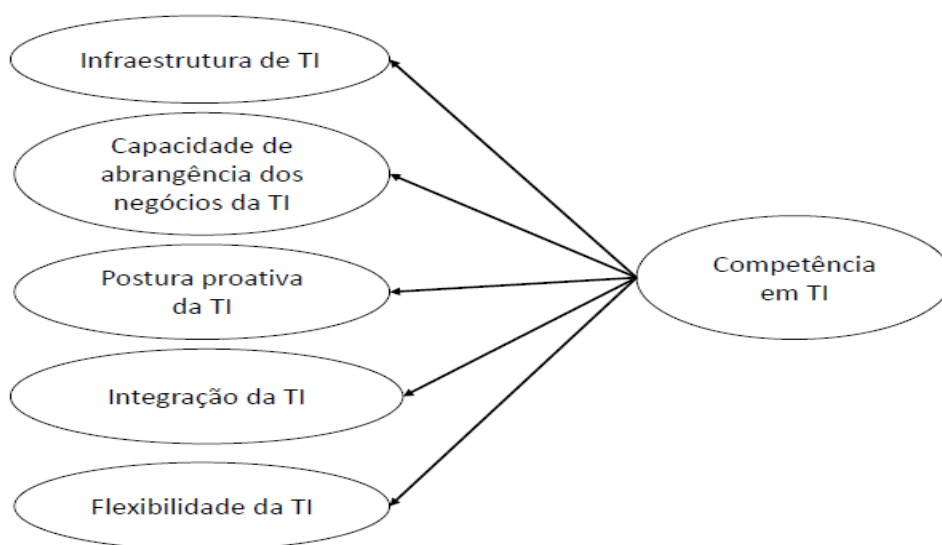 Infraestrutura de TI
Capacidade de
abrangência dos
negócios da TI
Postura proativa
da TI
Integração da TI
Flexibilidade da TI
Competência
em TI